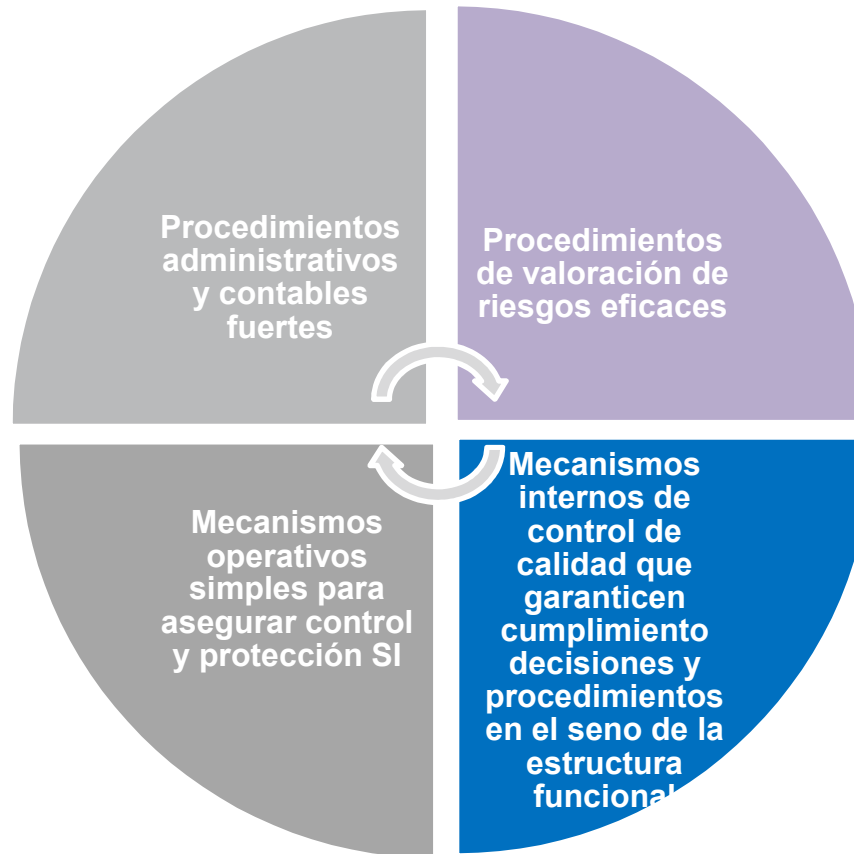 Procedimientos
administrativos
y contables
fuertes
Procedimientos
de valoración de
riesgos eficaces
Mecanismos
operativos
simples para
asegurar control
y protección SI
Mecanismos
internos de
control de
calidad que
garanticen
cumplimiento
decisiones y
procedimientos
en el seno de la
estructura
funcional